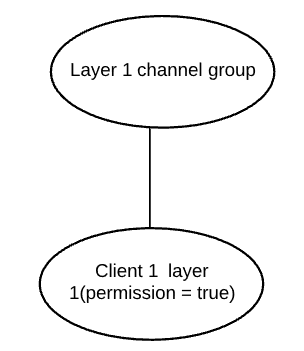 Layer 1 channel group
Client 1 layer
1(permission = true)